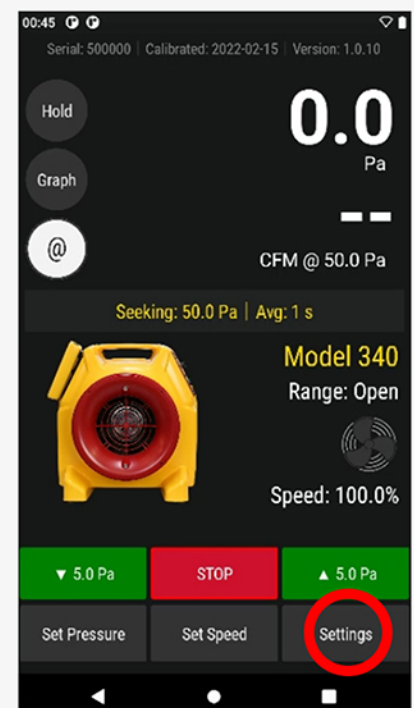 00:45
Serial: 500000 | Calibrated: 2022-02-15 | Version: 1.0.10
Hold
0.0
Pa
Graph
--
@
CFM @ 50.0 Pa
Seeking: 50.0 Pa | Avg: 1 s
Model 340
Range: Open
Speed: 100.0%
▼ 5.0 Pa STOP ▲ 5.0 Pa
Set Pressure Set Speed Settings